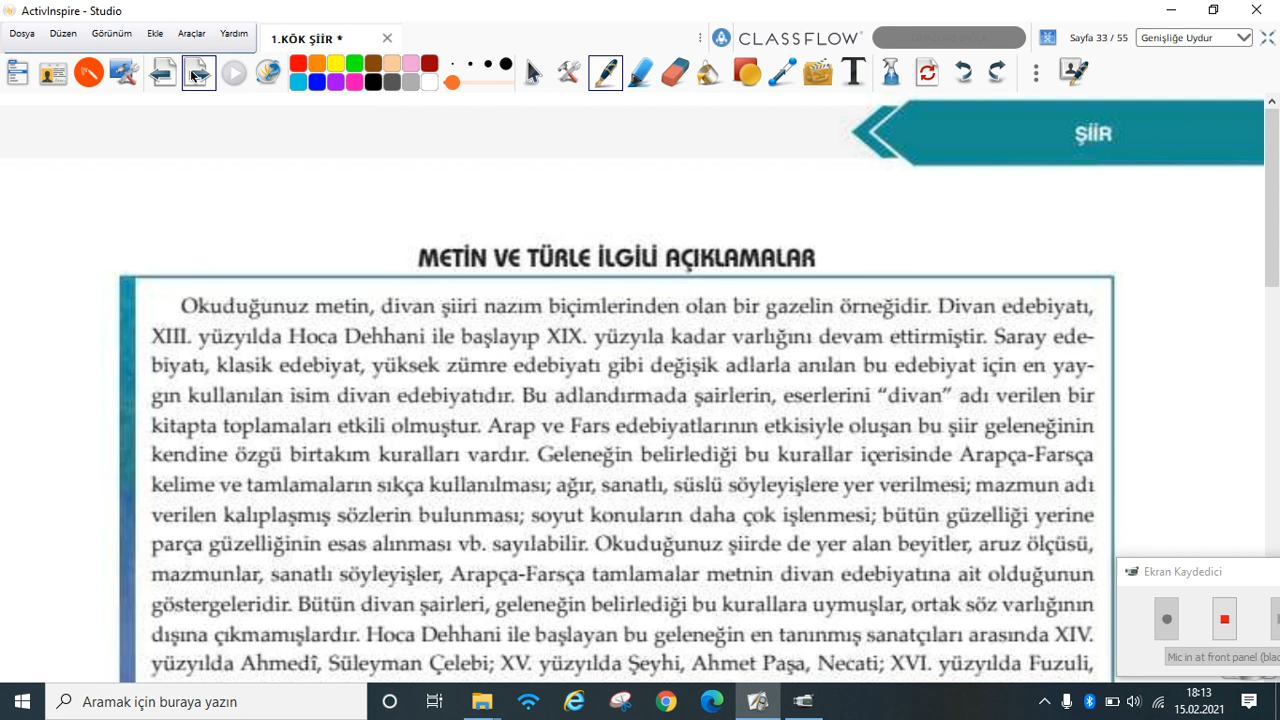 ActivInspire - Studio
Dosya Düzen Görünüm Ekle Araçlar Yardım
1.KÖK ŞİİR *
CLASSFLOW
Sayfa 33 / 55
Genişliğe Uydur
ŞİİR
METİN VE TÜRLE İLGİLİ AÇIKLAMALAR
Okuduğunuz metin, divan şiiri nazım biçimlerinden olan bir gazelin örneğidir. Divan edebiyatı,
XIII. yüzyılda Hoca Dehhani ile başlayıp XIX. yüzyıla kadar varlığını devam ettirmiştir. Saray ede-
biyatı, klasik edebiyat, yüksek zümre edebiyatı gibi değişik adlarla anılan bu edebiyat için en yay-
gın kullanılan isim divan edebiyatıdır. Bu adlandırmada şairlerin, eserlerini “divan” adı verilen bir
kitapta toplamaları etkili olmuştur. Arap ve Fars edebiyatlarının etkisiyle oluşan bu şiir geleneğinin
kendine özgü birtakım kuralları vardır. Geleneğin belirlediği bu kurallar içerisinde Arapça-Farsça
kelime ve tamlamaların sıkça kullanılması; ağır, sanatlı, süslü söyleyişlere yer verilmesi; mazmun adı
verilen kalıplaşmış sözlerin bulunması; soyut konuların daha çok işlenmesi; bütün güzelliği yerine
parça güzelliğinin esas alınması vb. sayılabilir. Okuduğunuz şiirde de yer alan beyitler, aruz ölçüsü,
mazmunlar, sanatlı söyleyişler, Arapça-Farsça tamlamalar metnin divan edebiyatına ait olduğunun
göstergeleridir. Bütün divan şairleri, geleneğin belirlediği bu kurallara uymuşlar, ortak söz varlığının
dışına çıkmamışlardır. Hoca Dehhani ile başlayan bu geleneğin en tanınmış sanatçıları arasında XIV.
yüzyılda Ahmedî, Süleyman Çelebi; XV. yüzyılda Şeyhi, Ahmet Paşa, Necati; XVI. yüzyılda Fuzuli,
Ekran Kaydedici
Mic in at front panel (blac
Aramak için buraya yazın
18:13
15.02.2021